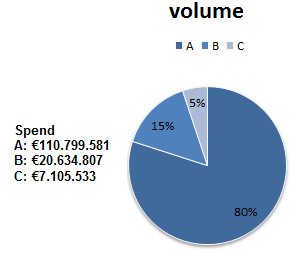 volume
A B C
Spend
A: €110.799.581
B: €20.634.807
C: €7.105.533
5%
15%
80%